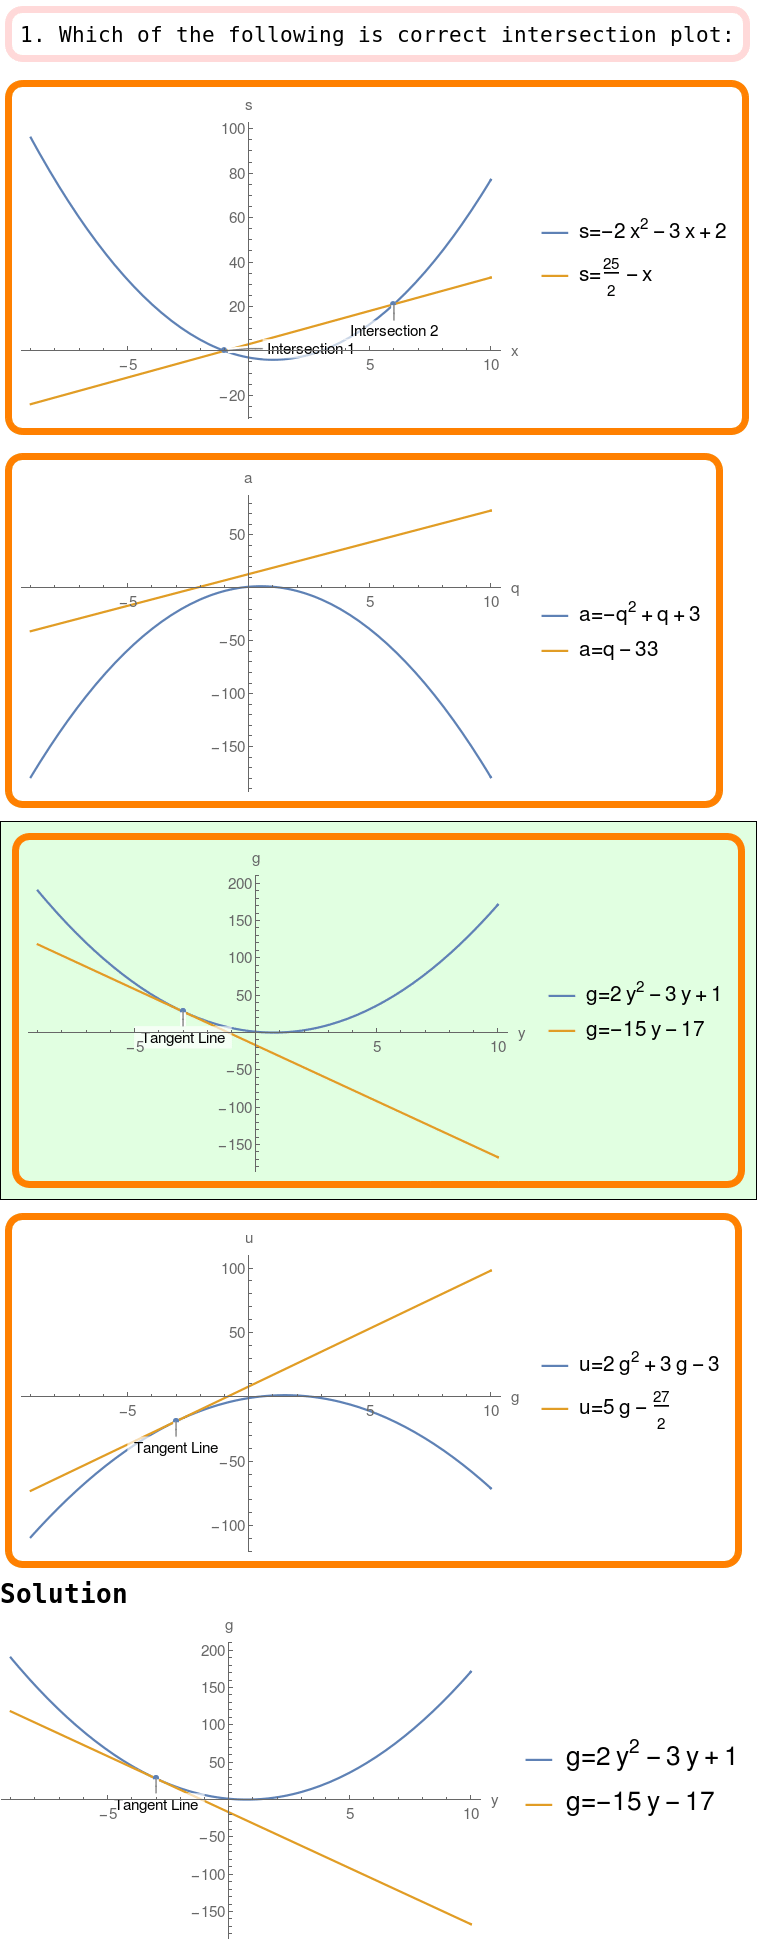 1. Which of the following is correct intersection plot:
s
100
80
60
40
20
−20
−5
5
10
x
Intersection 1
Intersection 2
s=−2 x² − 3 x + 2
s=25/2 − x
a
50
−50
−100
−150
−5
5
10
q
a=−q² + q + 3
a=q − 33
g
200
150
100
50
−50
−100
−150
−5
5
10
y
Tangent Line
g=2 y² − 3 y + 1
g=−15 y − 17
u
100
50
−50
−100
−5
5
10
g
Tangent Line
u=2 g² + 3 g − 3
u=5 g − 27/2
Solution
g
200
150
100
50
−50
−100
−150
−5
5
10
y
Tangent Line
g=2 y² − 3 y + 1
g=−15 y − 17